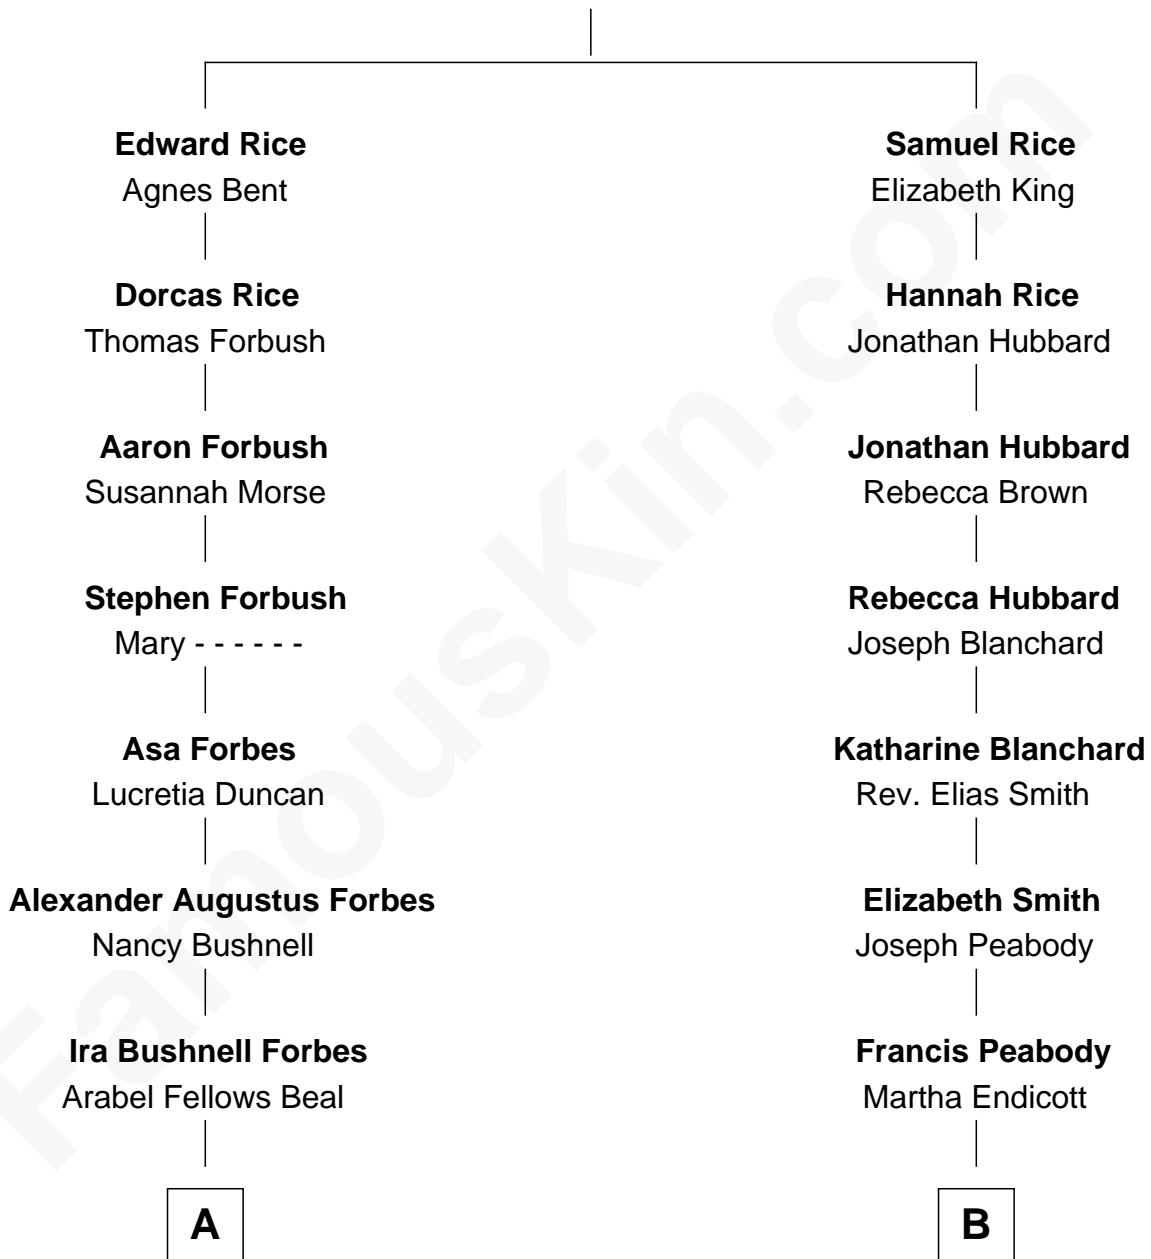 Edward Rice
Agnes Bent
Samuel Rice
Elizabeth King
Dorcas Rice
Thomas Forbush
Hannah Rice
Jonathan Hubbard
Aaron Forbush
Susannah Morse
Jonathan Hubbard
Rebecca Brown
Stephen Forbush
Mary - - - - - -
Rebecca Hubbard
Joseph Blanchard
Asa Forbes
Lucretia Duncan
Katharine Blanchard
Rev. Elias Smith
Alexander Augustus Forbes
Nancy Bushnell
Elizabeth Smith
Joseph Peabody
Ira Bushnell Forbes
Arabel Fellows Beal
Francis Peabody
Martha Endicott
A
B
FamousKin.com